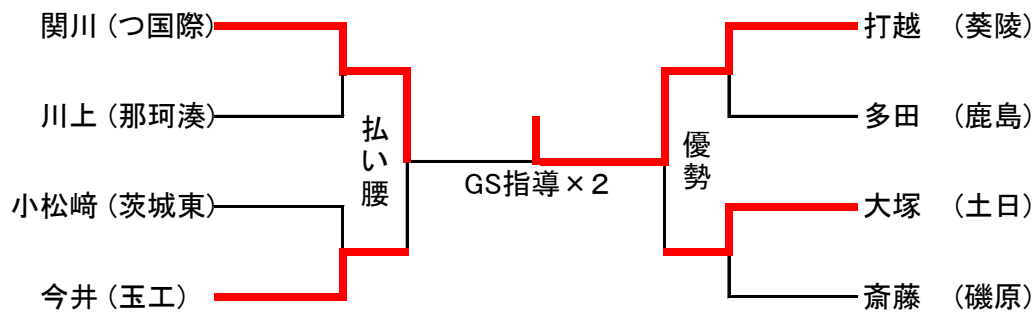 関川（つ国際）
川上（那珂湊）
小松﨑（茨城東）
今井（玉工）
払い腰
GS指導×２
優勢
打越　（葵陵）
多田　（鹿島）
大塚　（土日）
斎藤　（磯原）